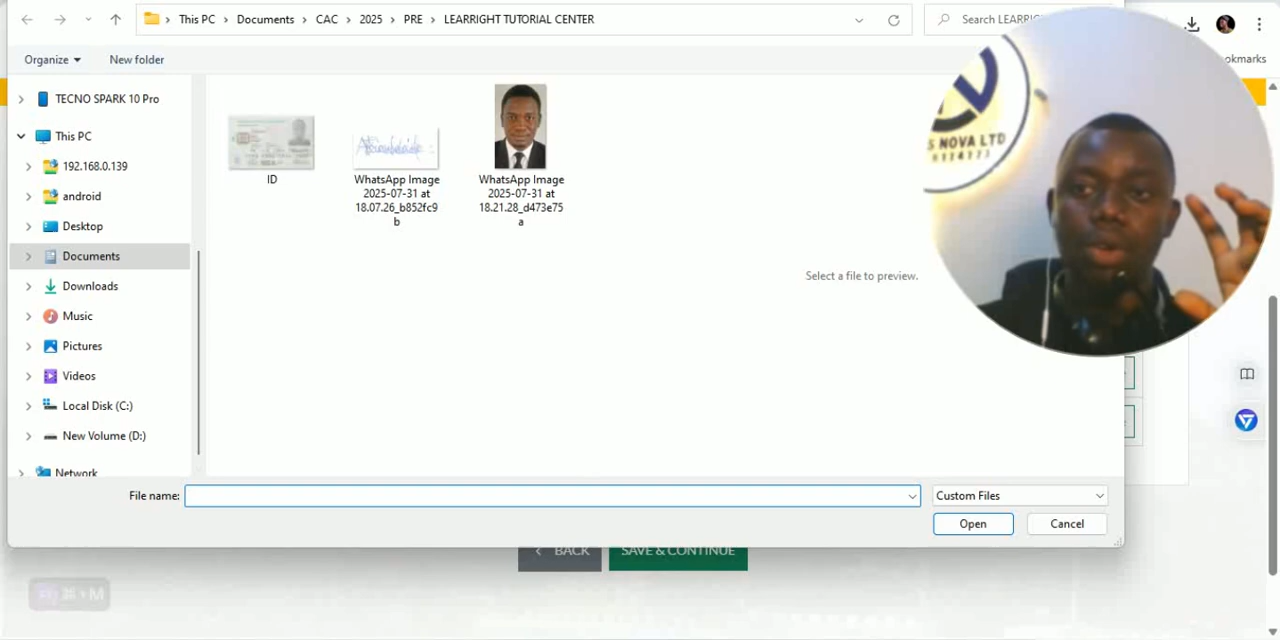 This PC > Documents > CAC > 2025 > PRE > LEARRIGHT TUTORIAL CENTER
Search LEARRIG
Organize
New folder
okmarks
TECNO SPARK 10 Pro
This PC
192.168.0.139
android
Desktop
Documents
Downloads
Music
Pictures
Videos
Local Disk (C:)
New Volume (D:)
Network
ID
WhatsApp Image
2025-07-31 at
18.07.26_b852fc9
b
WhatsApp Image
2025-07-31 at
18.21.28_d473e75
a
Select a file to preview.
S NOVA LTD
File name:
Custom Files
Open
Cancel
BACK
SAVE & CONTINUE